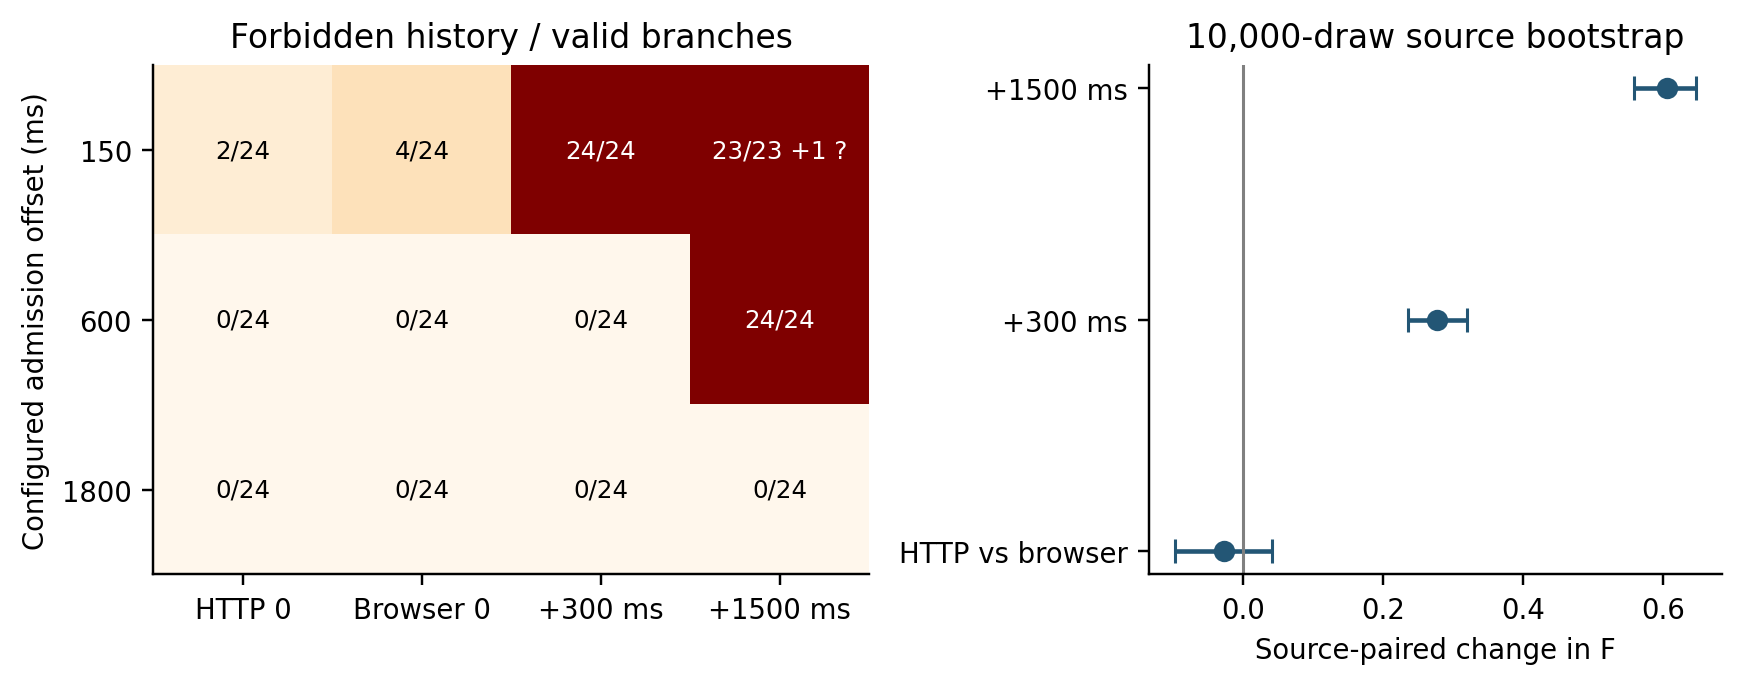 Forbidden history / valid branches
Configured admission offset (ms)
150
2/24
4/24
24/24
23/23 +1 ?
600
0/24
0/24
0/24
24/24
1800
0/24
0/24
0/24
0/24
HTTP 0
Browser 0
+300 ms
+1500 ms
10,000-draw source bootstrap
+1500 ms
+300 ms
HTTP vs browser
0.0
0.2
0.4
0.6
Source-paired change in F